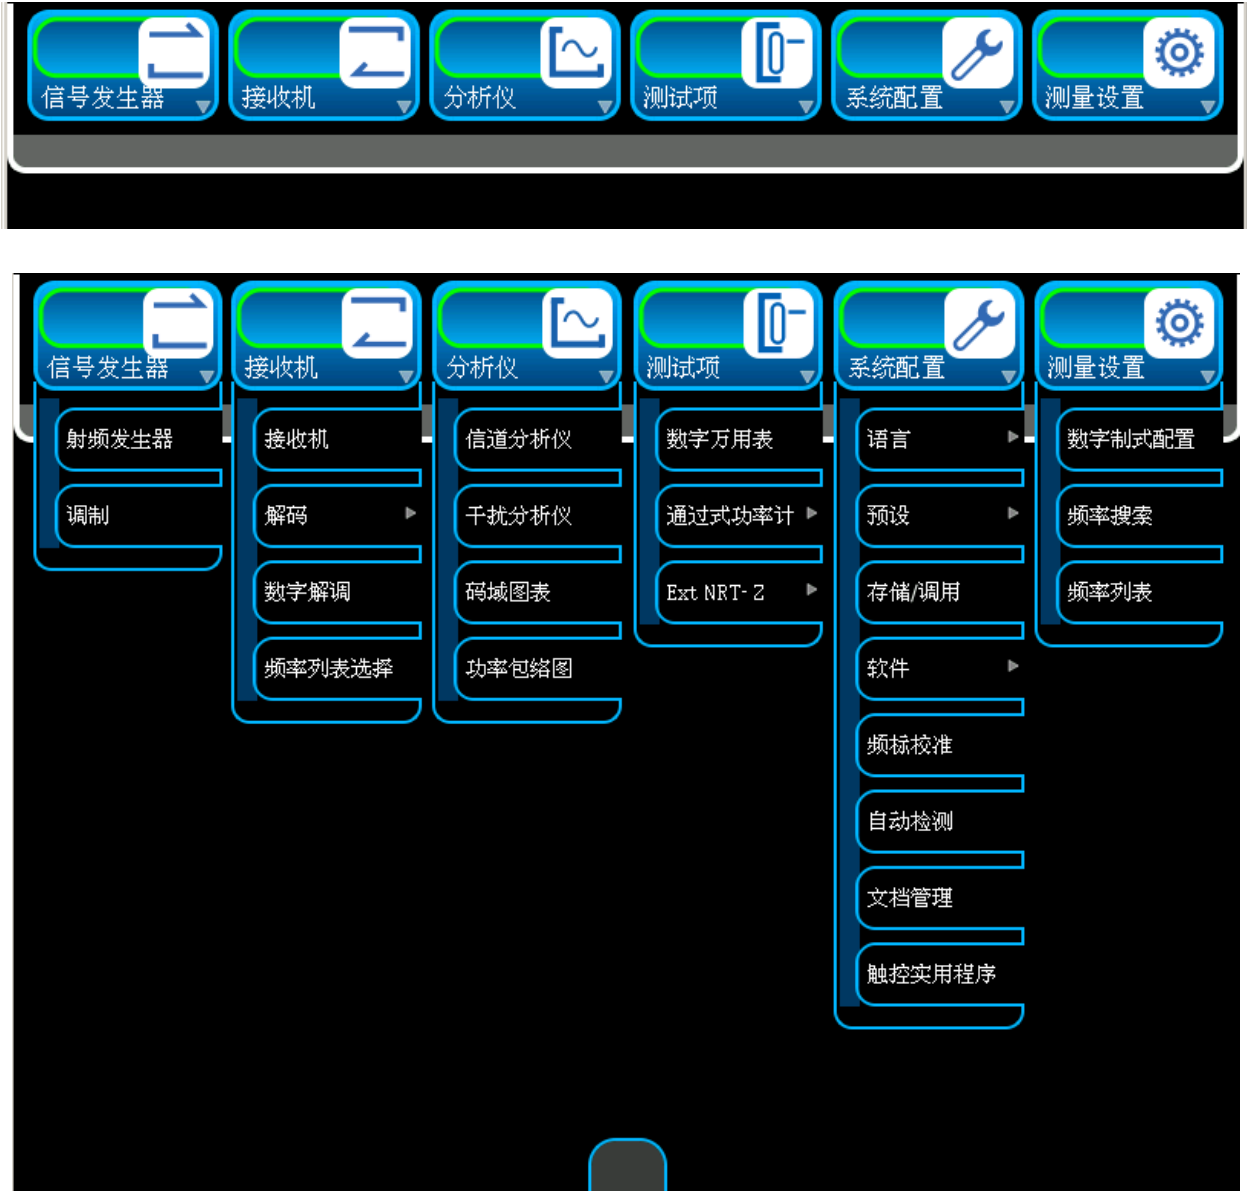 信号发生器
接收机
分析仪
测试项
系统配置
测量设置
信号发生器
接收机
分析仪
测试项
系统配置
测量设置
射频发生器
调制
接收机
解码
数字解调
频率列表选择
信道分析仪
干扰分析仪
码域图表
功率包络图
数字万用表
通过式功率计
Ext NRT-Z
语言
预设
存储/调用
软件
频标校准
自动检测
文档管理
触控实用程序
数字制式配置
频率搜索
频率列表